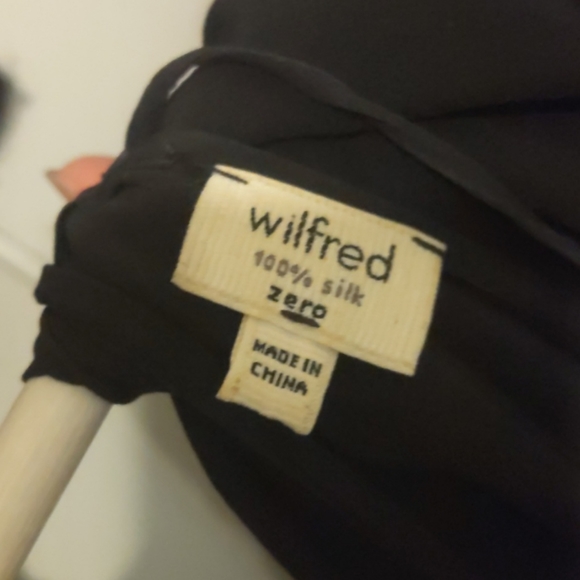 wilfred
100% silk
zero
MADE IN
CHINA